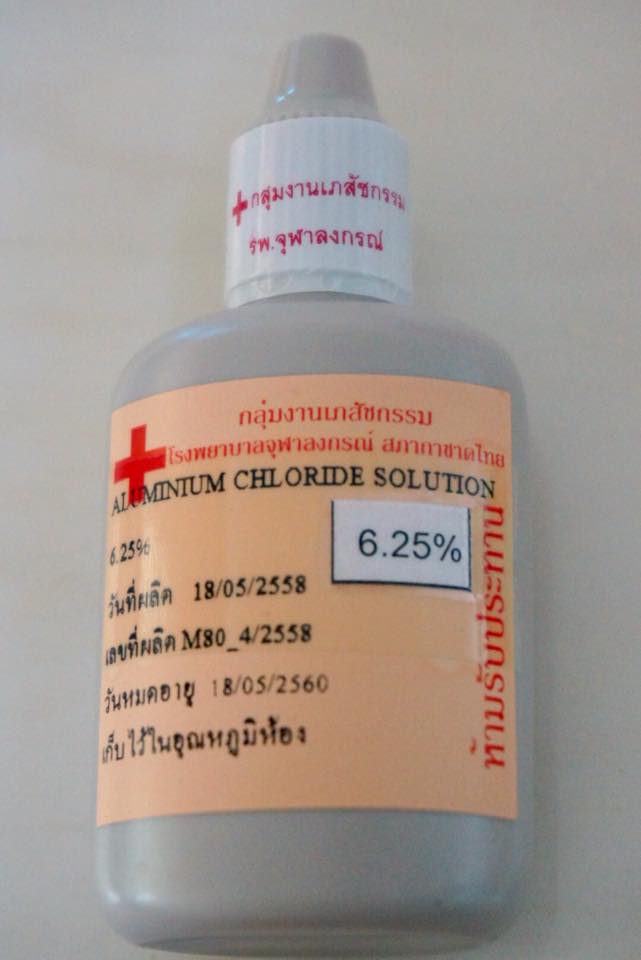 กลุ่มงานเภสัชกรรม
รพ.จุฬาลงกรณ์
กลุ่มงานเภสัชกรรม
โรงพยาบาลจุฬาลงกรณ์ สภากาชาดไทย
ALUMINIUM CHLORIDE SOLUTION
6.25%
6.25%
วันที่ผลิต 18/05/2558
เลขที่ผลิต M80_4/2558
วันหมดอายุ 18/05/2560
เก็บไว้ในอุณหภูมิห้อง
ห้ามรับประทาน